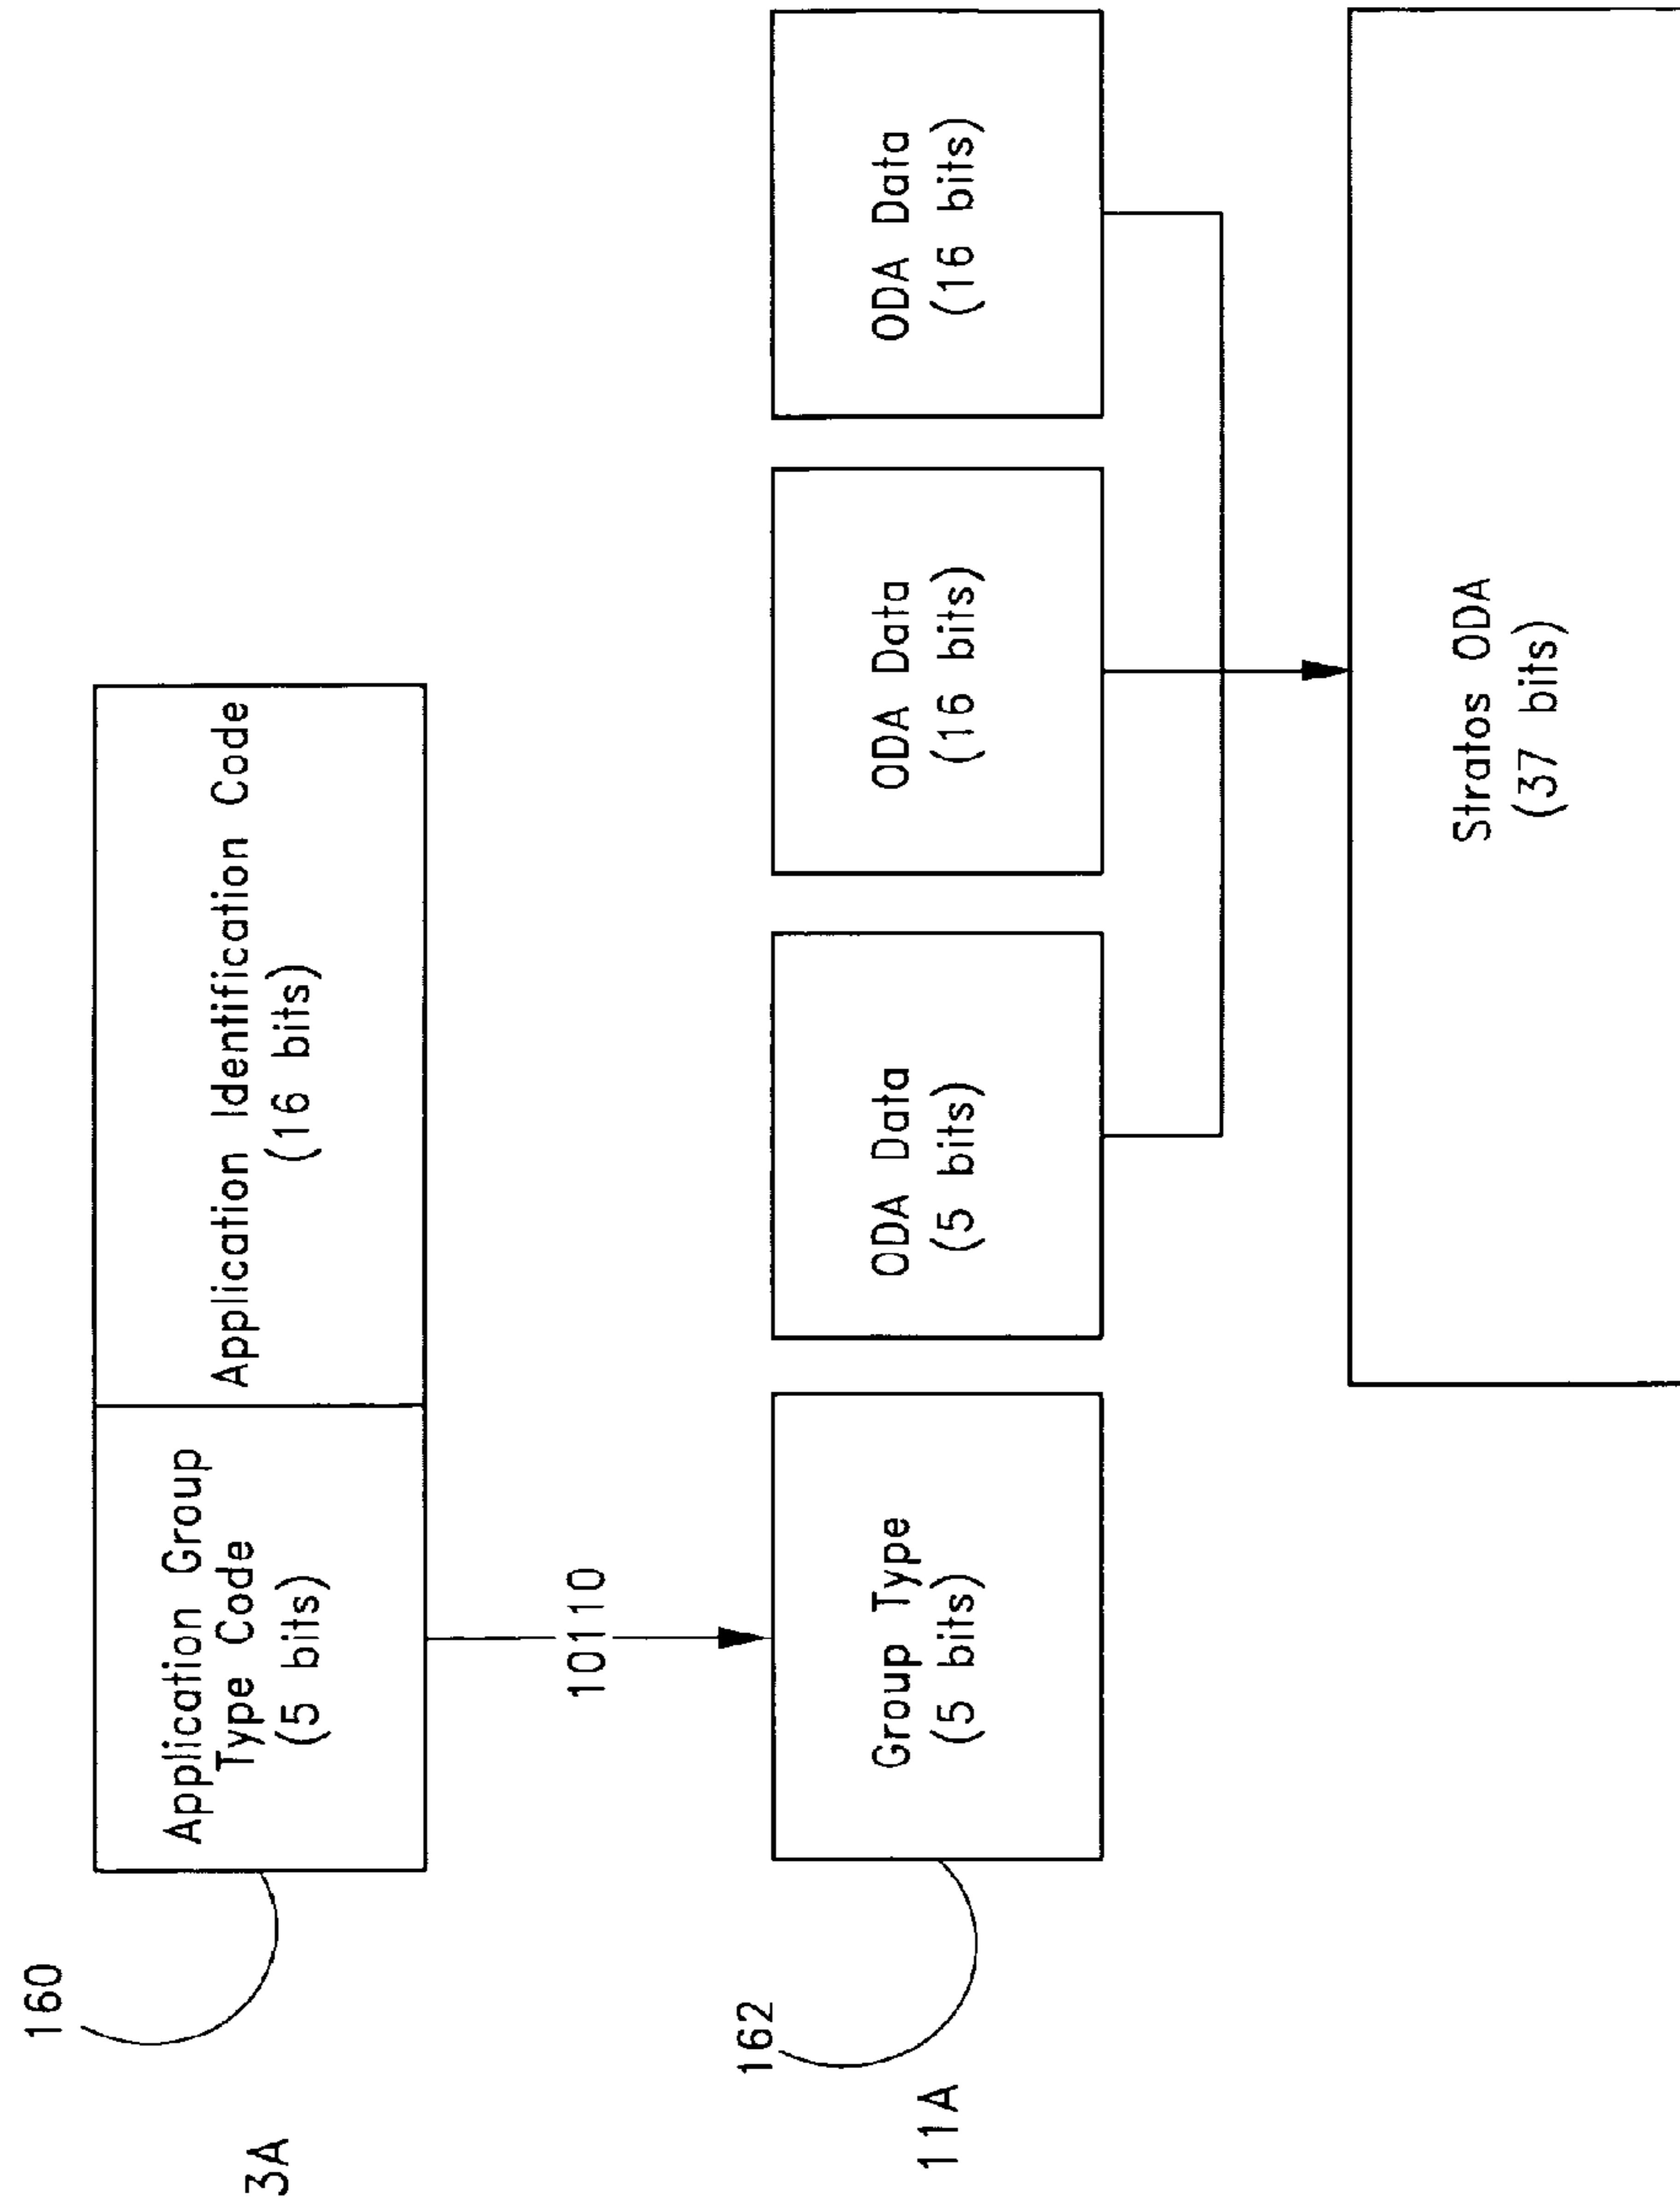 160
3A
Application Group
Type Code
(5 bits)
Application Identification Code
(16 bits)
10110
162
11A
Group Type
(5 bits)
ODA Data
(5 bits)
ODA Data
(16 bits)
ODA Data
(16 bits)
Stratos ODA
(37 bits)